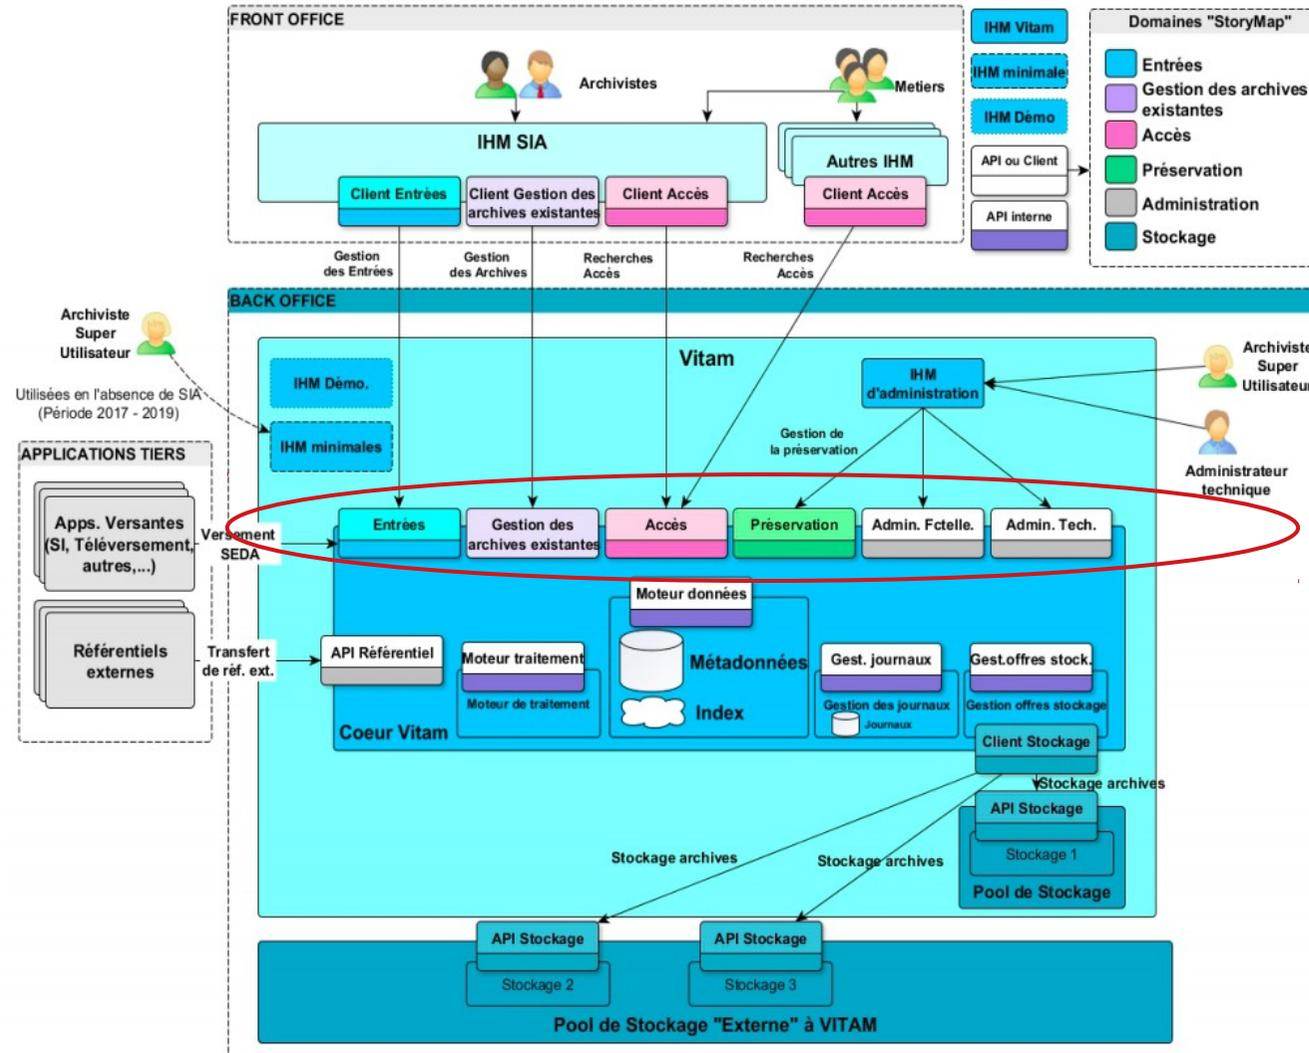 FRONT OFFICE
Archivistes
Metiers
IHM SIA
Autres IHM
Client Entrées
Client Gestion des
archives existantes
Client Accès
Client Accès
IHM Vitam
IHM minimale
IHM Démo
API ou Client
API interne
Domaines "StoryMap"
Entrées
Gestion des archives
existantes
Accès
Préservation
Administration
Stockage
Gestion
des Entrées
Gestion
des Archives
Recherches
Accès
Recherches
Accès
BACK OFFICE
Archiviste
Super
Utilisateur
Utilisées en l'absence de SIA
(Période 2017 - 2019)
Vitam
IHM Démo.
IHM minimales
IHM
d'administration
Archiviste
Super
Utilisateur
Administrateur
technique
Gestion de
la préservation
APPLICATIONS TIERS
Apps. Versantes
(SI, Téléversement,
autres,...)
Versement
SEDA
Référentiels
externes
Transfert
de réf. ext.
Entrées
Gestion des
archives existantes
Accès
Préservation
Admin. Fctelle.
Admin. Tech.
API Référentiel
Moteur traitement
Moteur de traitement
Moteur données
Métadonnées
Index
Gest. journaux
Gestion des journaux
Journaux
Gest.offres stock.
Gestion offres stockage
Coeur Vitam
Client Stockage
Stockage archives
API Stockage
Stockage 1
Pool de Stockage
Stockage archives
Stockage archives
API Stockage
Stockage 2
API Stockage
Stockage 3
Pool de Stockage "Externe" à VITAM